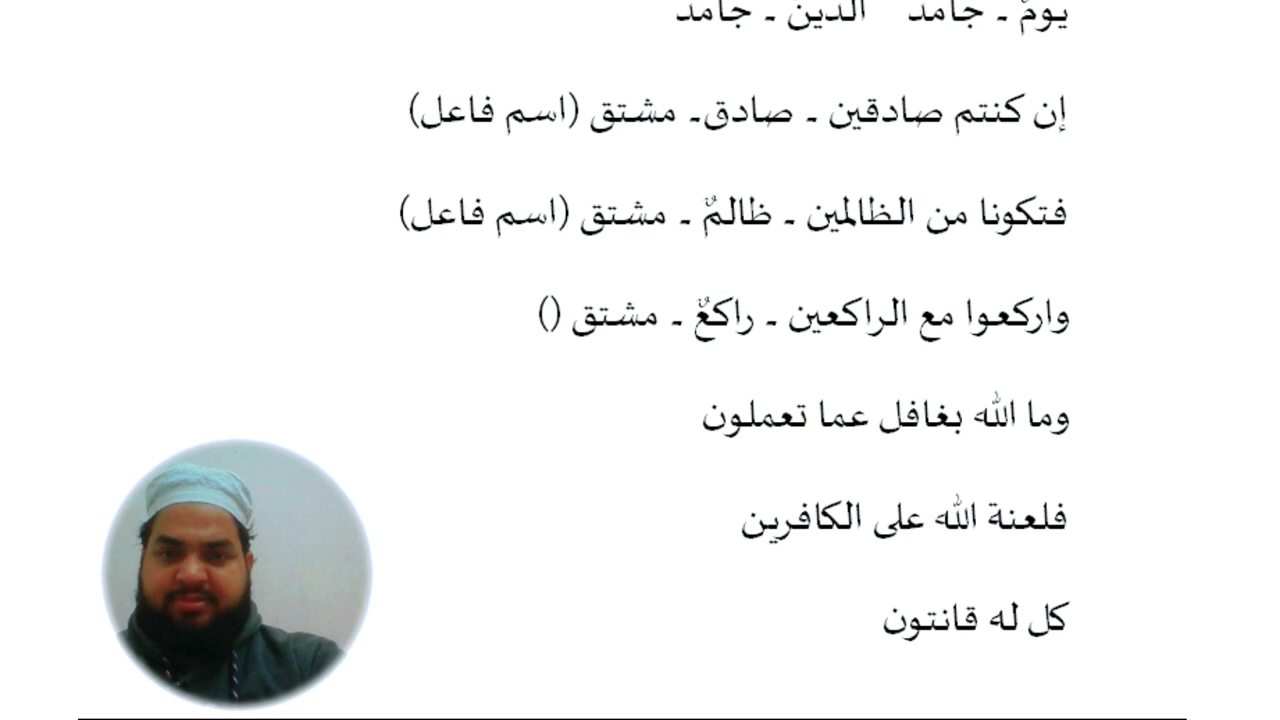 يومٌ ـ جامد الدين ـ جامد
إن كنتم صادقين ـ صادق ـ مشتق (اسم فاعل)
فتكونا من الظالمين ـ ظالمٌ ـ مشتق (اسم فاعل)
واركعوا مع الراكعين ـ راكعٌ ـ مشتق ()
وما الله بغافل عما تعملون
فلعنة الله على الكافرين
كل له قانتون